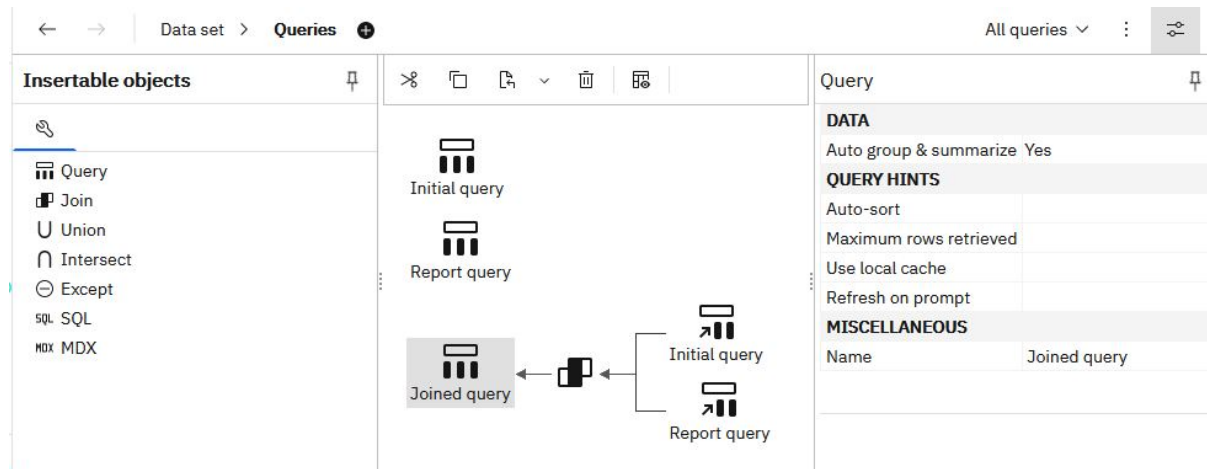 Data set > Queries
All queries
Insertable objects
Query
Join
Union
Intersect
Except
SQL SQL
MDX MDX
Initial query
Report query
Joined query
Initial query
Report query
Query
DATA
Auto group & summarize Yes
QUERY HINTS
Auto-sort
Maximum rows retrieved
Use local cache
Refresh on prompt
MISCELLANEOUS
Name Joined query